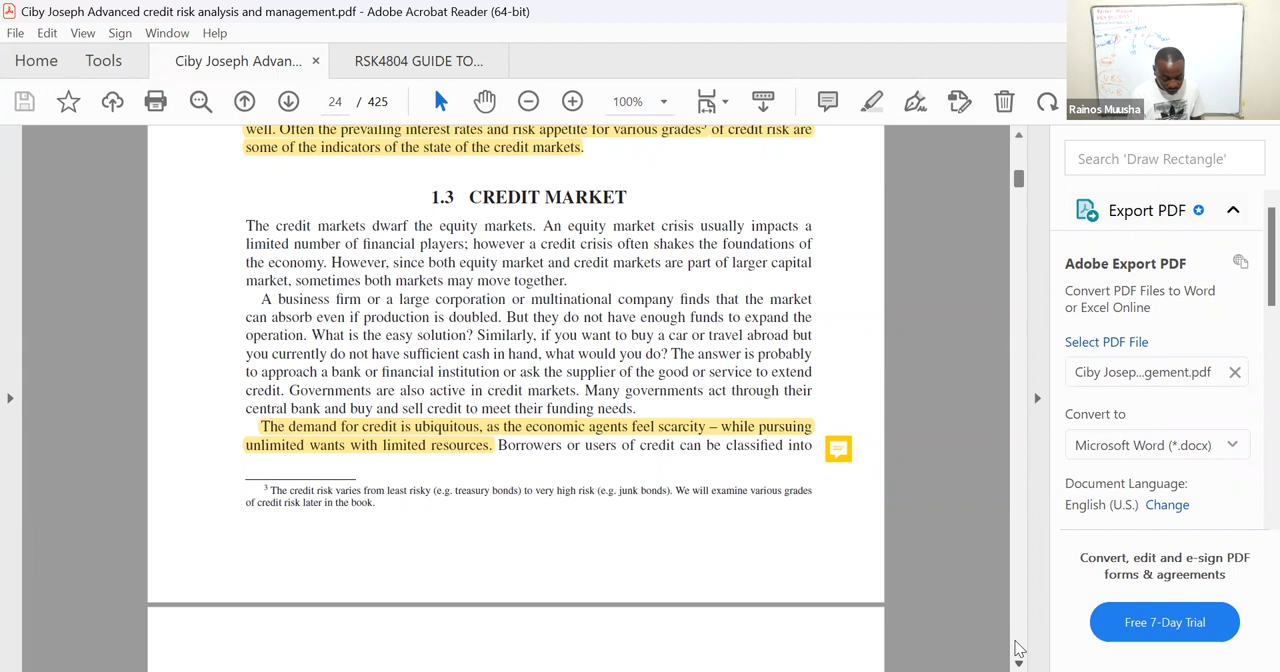 Ciby Joseph Advanced credit risk analysis and management.pdf - Adobe Acrobat Reader (64-bit)
File Edit View Sign Window Help
Home Tools Ciby Joseph Advan... × RSK4804 GUIDE TO...
24 / 425 100%
Rainos Muusha
well. Often the prevailing interest rates and risk appetite for various grades³ of credit risk are
some of the indicators of the state of the credit markets.
1.3 CREDIT MARKET
The credit markets dwarf the equity markets. An equity market crisis usually impacts a
limited number of financial players; however a credit crisis often shakes the foundations of
the economy. However, since both equity market and credit markets are part of larger capital
market, sometimes both markets may move together.
A business firm or a large corporation or multinational company finds that the market
can absorb even if production is doubled. But they do not have enough funds to expand the
operation. What is the easy solution? Similarly, if you want to buy a car or travel abroad but
you currently do not have sufficient cash in hand, what would you do? The answer is probably
to approach a bank or financial institution or ask the supplier of the good or service to extend
credit. Governments are also active in credit markets. Many governments act through their
central bank and buy and sell credit to meet their funding needs.
The demand for credit is ubiquitous, as the economic agents feel scarcity – while pursuing
unlimited wants with limited resources. Borrowers or users of credit can be classified into
³ The credit risk varies from least risky (e.g. treasury bonds) to very high risk (e.g. junk bonds). We will examine various grades
of credit risk later in the book.
Search 'Draw Rectangle'
Export PDF
Adobe Export PDF
Convert PDF Files to Word
or Excel Online
Select PDF File
Ciby Josep...gement.pdf
Convert to
Microsoft Word (*.docx)
Document Language:
English (U.S.) Change
Convert, edit and e-sign PDF
forms & agreements
Free 7-Day Trial